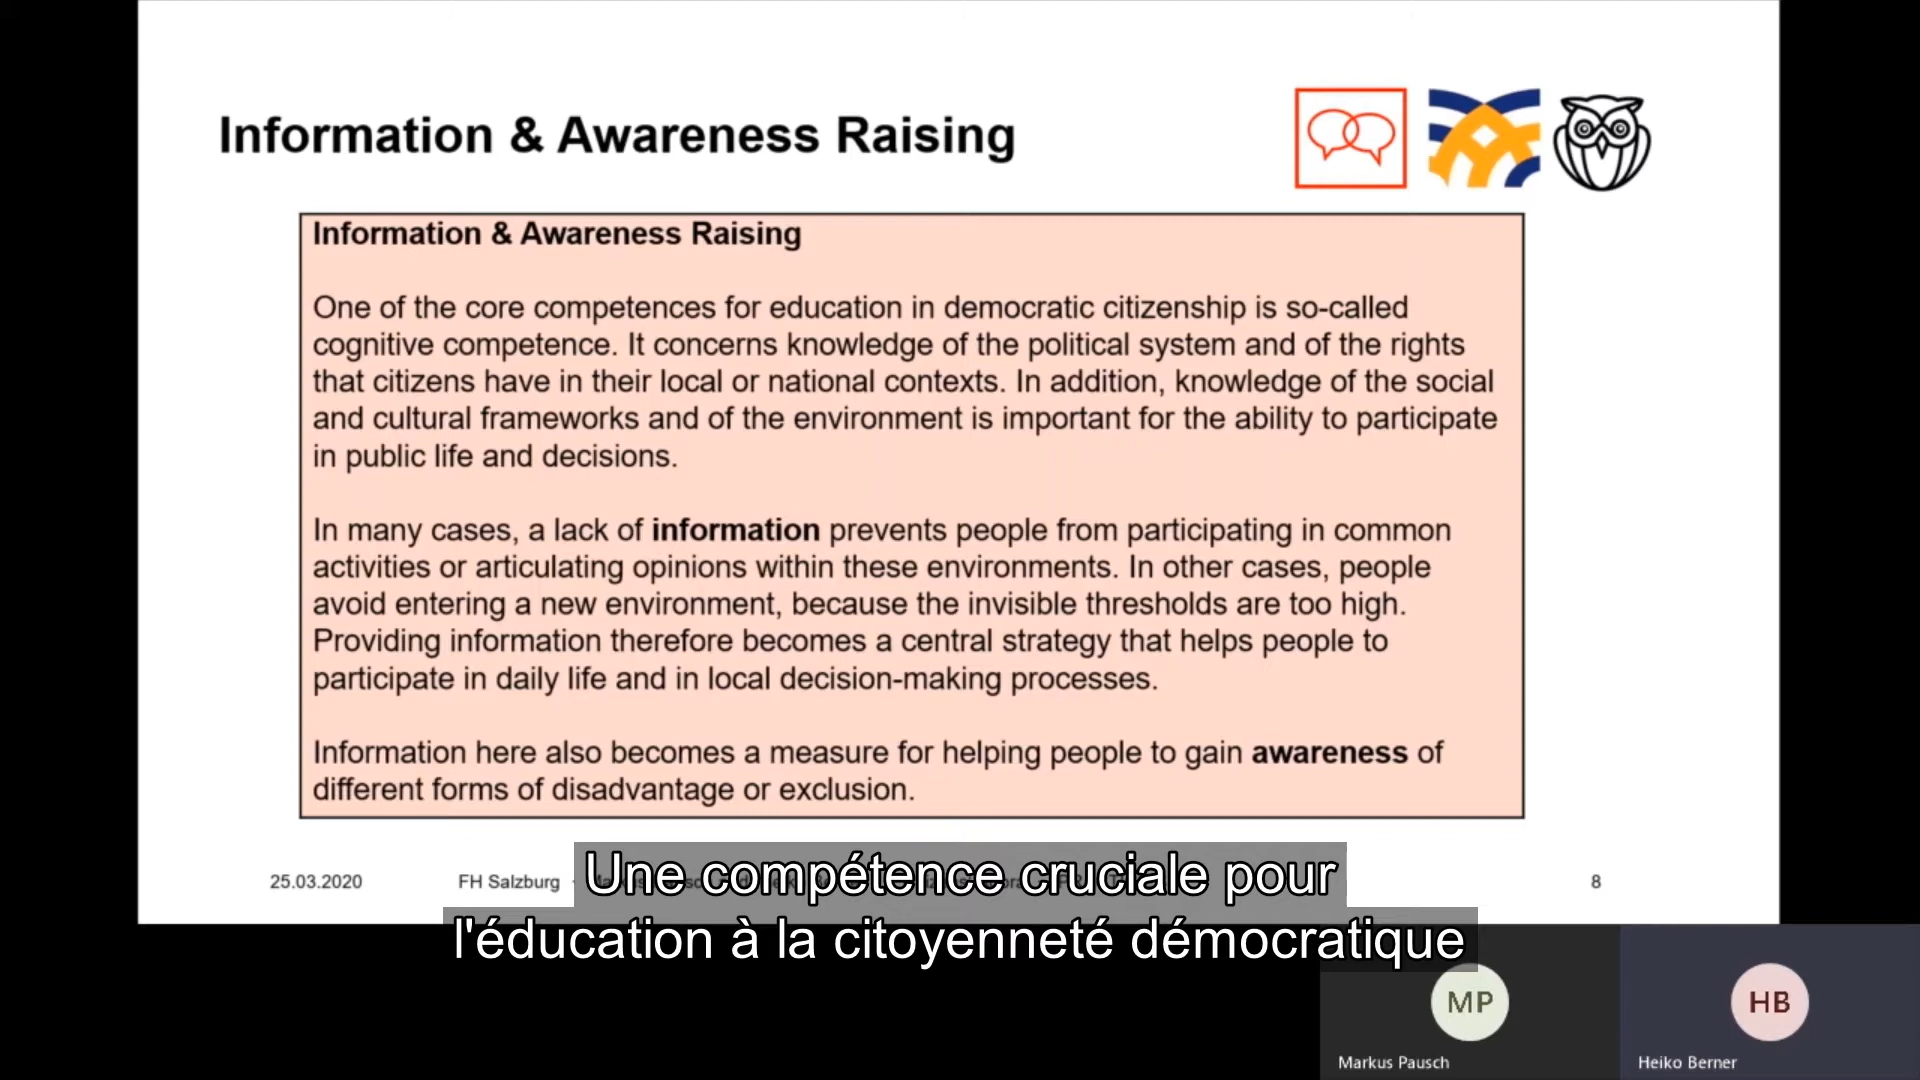 Information & Awareness Raising
Information & Awareness Raising
One of the core competences for education in democratic citizenship is so-called
cognitive competence. It concerns knowledge of the political system and of the rights
that citizens have in their local or national contexts. In addition, knowledge of the social
and cultural frameworks and of the environment is important for the ability to participate
in public life and decisions.
In many cases, a lack of information prevents people from participating in common
activities or articulating opinions within these environments. In other cases, people
avoid entering a new environment, because the invisible thresholds are too high.
Providing information therefore becomes a central strategy that helps people to
participate in daily life and in local decision-making processes.
Information here also becomes a measure for helping people to gain awareness of
different forms of disadvantage or exclusion.
25.03.2020 FH Salzburg 8
Une compétence cruciale pour
l'éducation à la citoyenneté démocratique
MP HB
Markus Pausch Heiko Berner